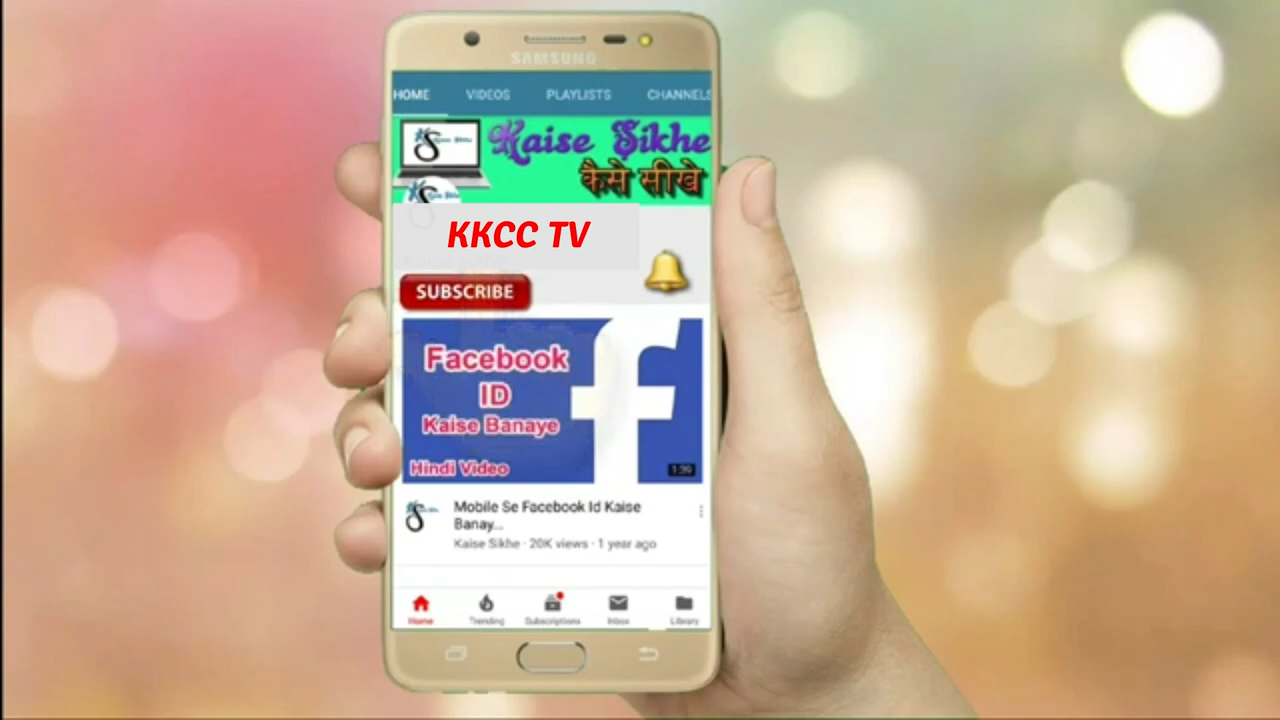 SAMSUNG
HOME VIDEOS PLAYLISTS CHANNELS
Kaise Sikhe
कैसे सीखे
KKCC TV
SUBSCRIBE
Facebook
ID
Kaise Banaye
Hindi Video
1:39
Mobile Se Facebook Id Kaise
Banay...
Kaise Sikhe · 20K views · 1 year ago
Home Trending Subscriptions Inbox Library